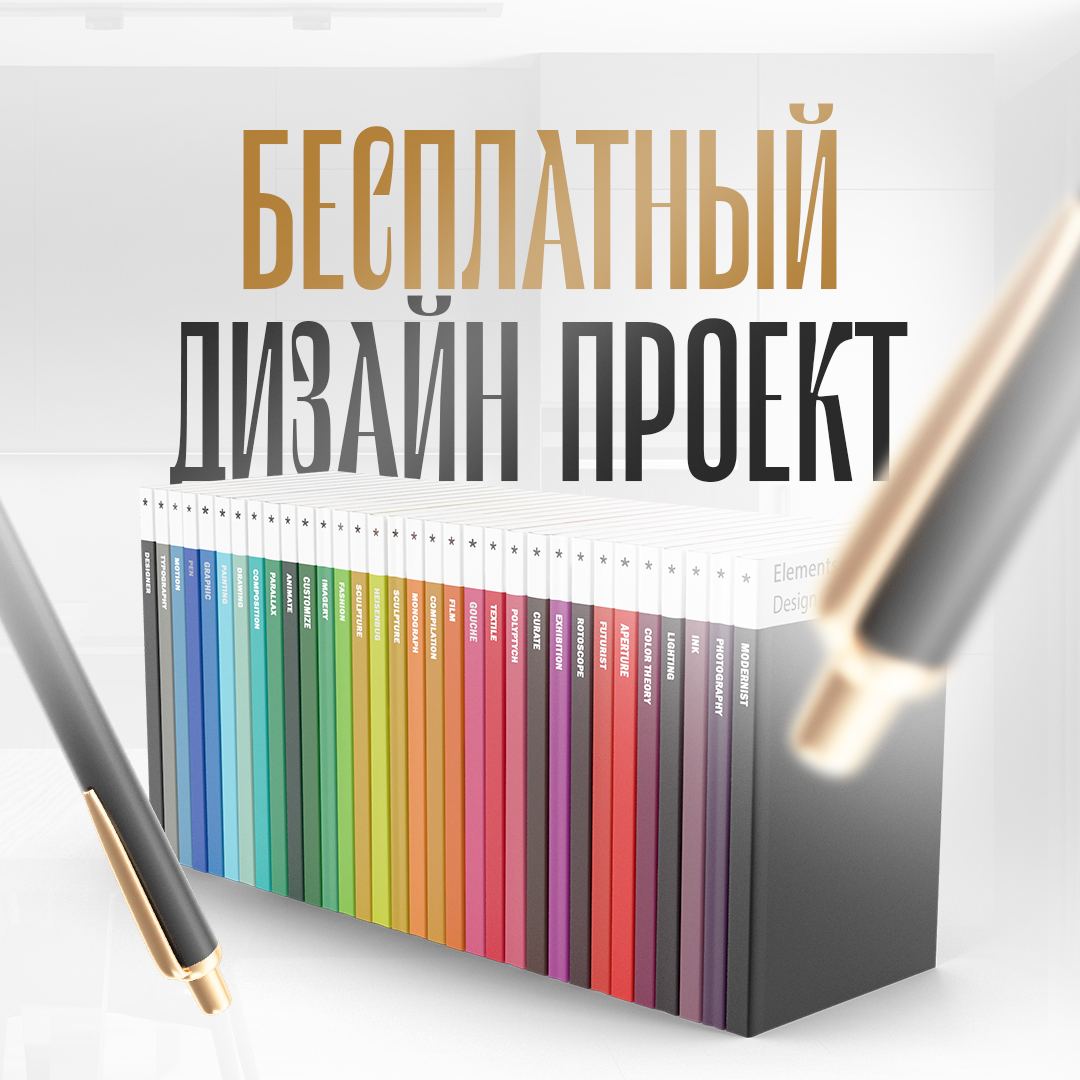 БЕСПЛАТНЫЙ
ДИЗАЙН ПРОЕКТ
DESIGNER
TYPOGRAPHY
MOTION
PEN
GRAPHIC
PAINTING
DRAWING
COMPOSITION
PARALLAX
ANIMATE
CUSTOMIZE
IMAGERY
FASHION
SCULPTURE
HEISENBUG
SCULPTURE
MONOGRAPH
COMPILATION
FILM
GOUCHE
TEXTILE
POLYPTYCH
CURATE
EXHIBITION
ROTOSCOPE
FUTURIST
APERTURE
COLOR THEORY
LIGHTING
INK
PHOTOGRAPHY
MODERNIST
Elements
Design